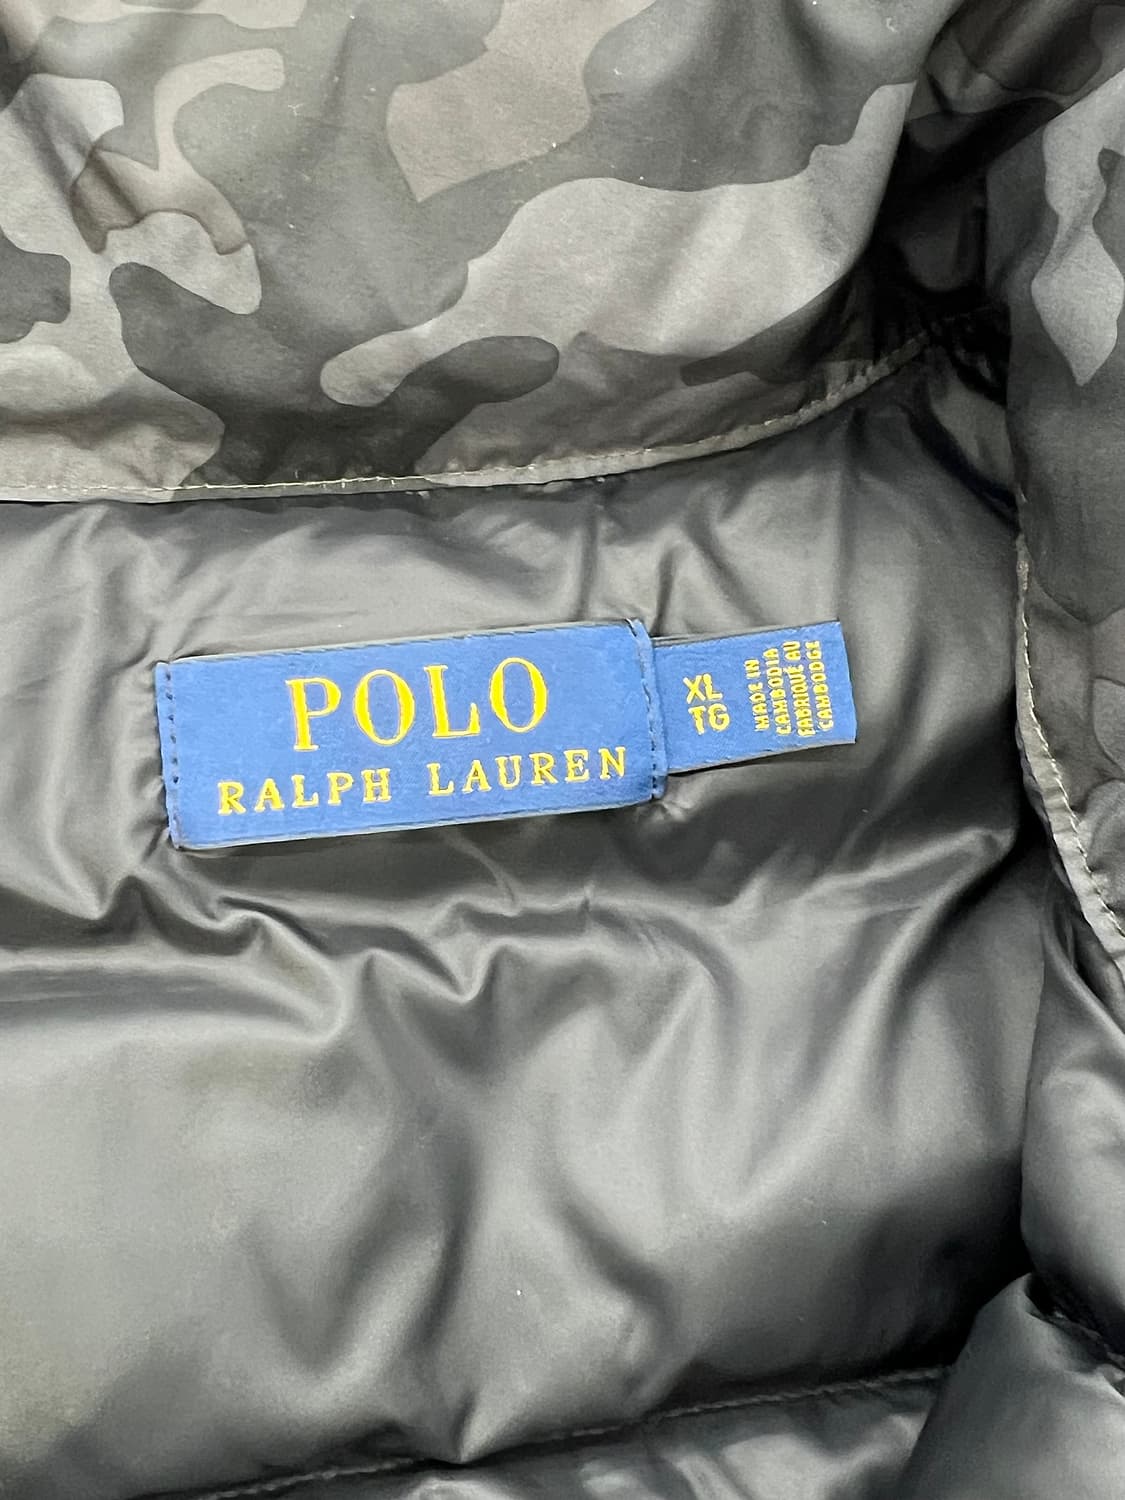 POLO
RALPH LAUREN
XL
TG
MADE IN
CAMBODIA
FABRIQUÉ AU
CAMBODGE